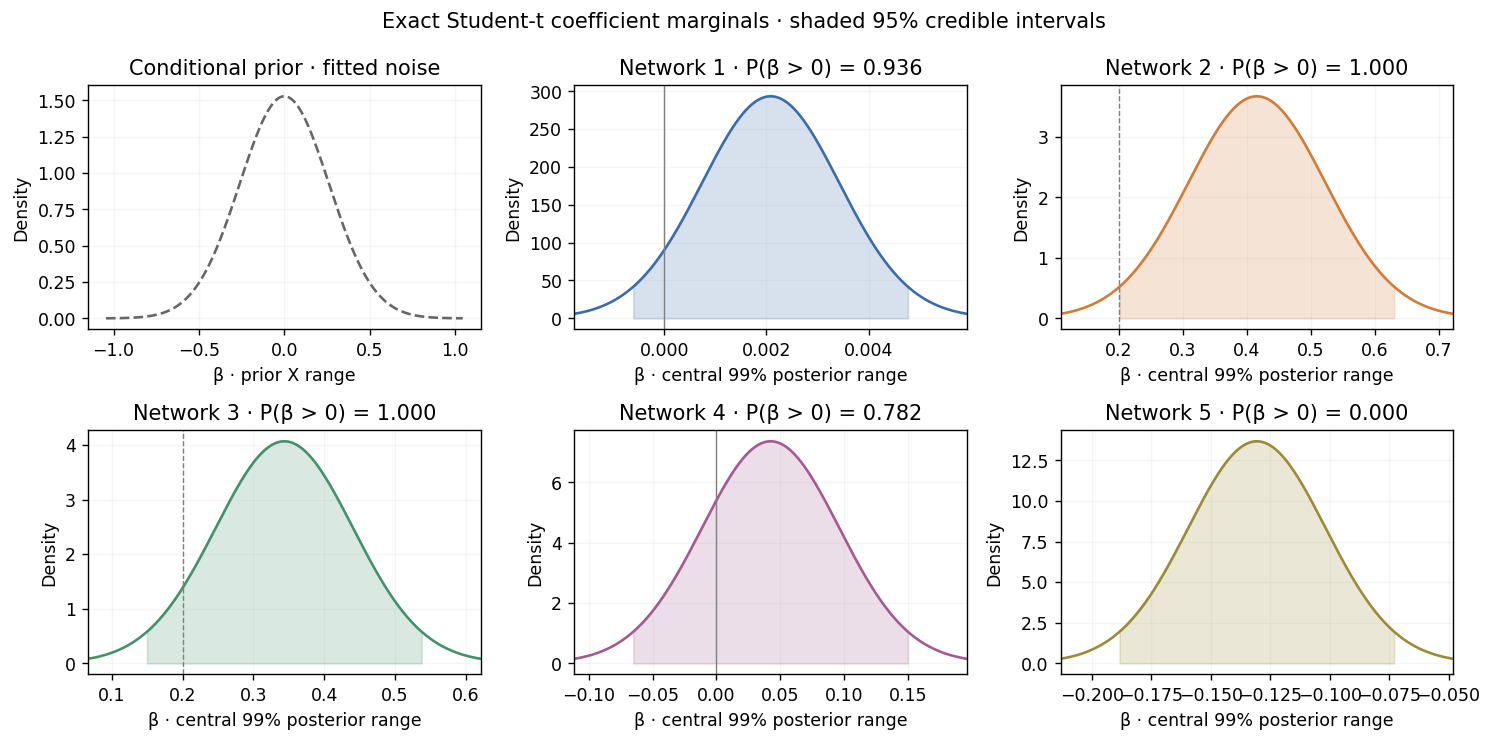 Exact Student-t coefficient marginals · shaded 95% credible intervals
Conditional prior · fitted noise
Density
1.50
1.25
1.00
0.75
0.50
0.25
0.00
−1.0 −0.5 0.0 0.5 1.0
β · prior X range
Network 1 · P(β > 0) = 0.936
Density
300
250
200
150
100
50
0
0.000 0.002 0.004
β · central 99% posterior range
Network 2 · P(β > 0) = 1.000
Density
3
2
1
0
0.2 0.3 0.4 0.5 0.6 0.7
β · central 99% posterior range
Network 3 · P(β > 0) = 1.000
Density
4
3
2
1
0
0.1 0.2 0.3 0.4 0.5 0.6
β · central 99% posterior range
Network 4 · P(β > 0) = 0.782
Density
6
4
2
0
−0.10 −0.05 0.00 0.05 0.10 0.15
β · central 99% posterior range
Network 5 · P(β > 0) = 0.000
Density
12.5
10.0
7.5
5.0
2.5
0.0
−0.200 −0.175 −0.150 −0.125 −0.100 −0.075 −0.050
β · central 99% posterior range